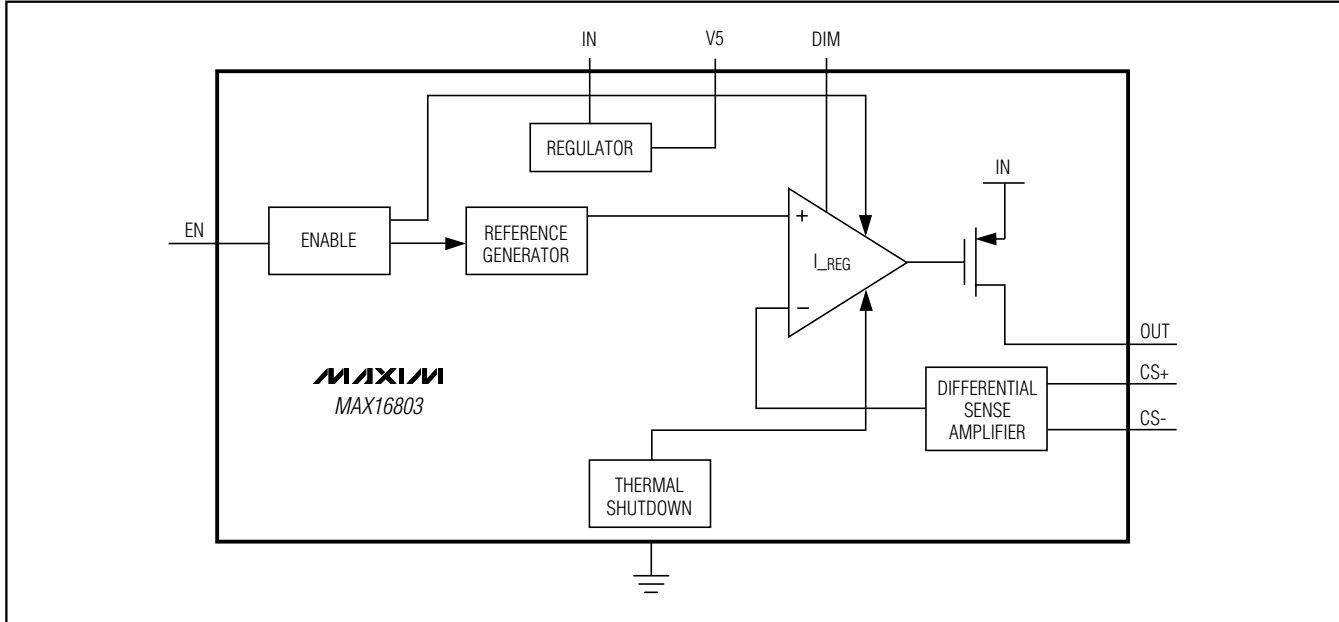 IN
V5
DIM
REGULATOR
IN
EN
ENABLE
REFERENCE
GENERATOR
+
I_REG
−
OUT
CS+
DIFFERENTIAL
SENSE
AMPLIFIER
CS-
MAXIM
MAX16803
THERMAL
SHUTDOWN